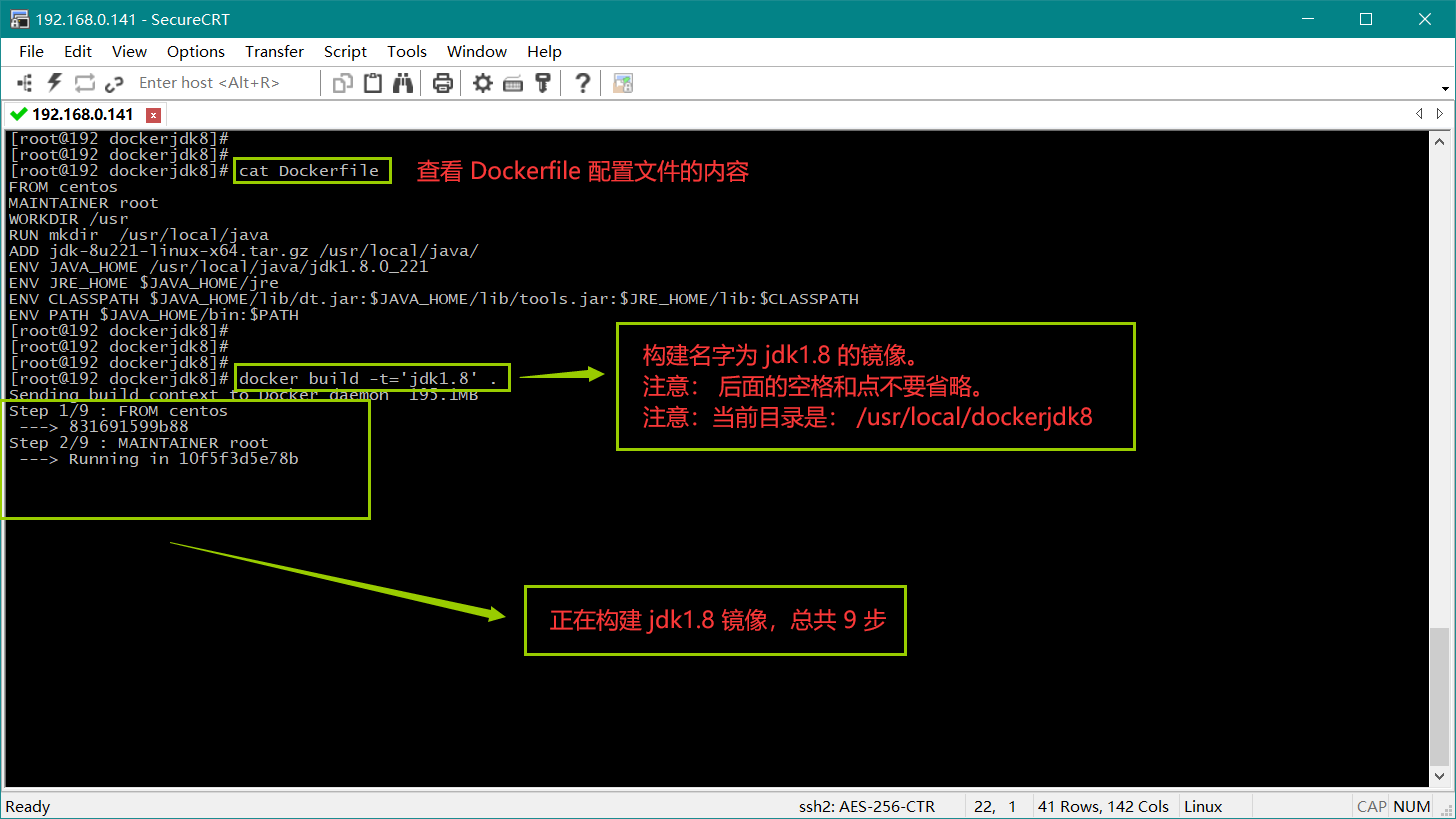 192.168.0.141 - SecureCRT
File Edit View Options Transfer Script Tools Window Help
Enter host <Alt+R>
192.168.0.141
[root@192 dockerjdk8]#
[root@192 dockerjdk8]#
[root@192 dockerjdk8]# cat Dockerfile 查看 Dockerfile 配置文件的内容
FROM centos
MAINTAINER root
WORKDIR /usr
RUN mkdir  /usr/local/java
ADD jdk-8u221-linux-x64.tar.gz /usr/local/java/
ENV JAVA_HOME /usr/local/java/jdk1.8.0_221
ENV JRE_HOME $JAVA_HOME/jre
ENV CLASSPATH $JAVA_HOME/lib/dt.jar:$JAVA_HOME/lib/tools.jar:$JRE_HOME/lib:$CLASSPATH
ENV PATH $JAVA_HOME/bin:$PATH
[root@192 dockerjdk8]#
[root@192 dockerjdk8]#
[root@192 dockerjdk8]#
[root@192 dockerjdk8]# docker build -t='jdk1.8' .
构建名字为 jdk1.8 的镜像。
注意： 后面的空格和点不要省略。
注意：当前目录是： /usr/local/dockerjdk8
Sending build context to Docker daemon  195.1MB
Step 1/9 : FROM centos
 ---> 831691599b88
Step 2/9 : MAINTAINER root
 ---> Running in 10f5f3d5e78b
正在构建 jdk1.8 镜像，总共 9 步
Ready ssh2: AES-256-CTR 22, 1 41 Rows, 142 Cols Linux CAP NUM